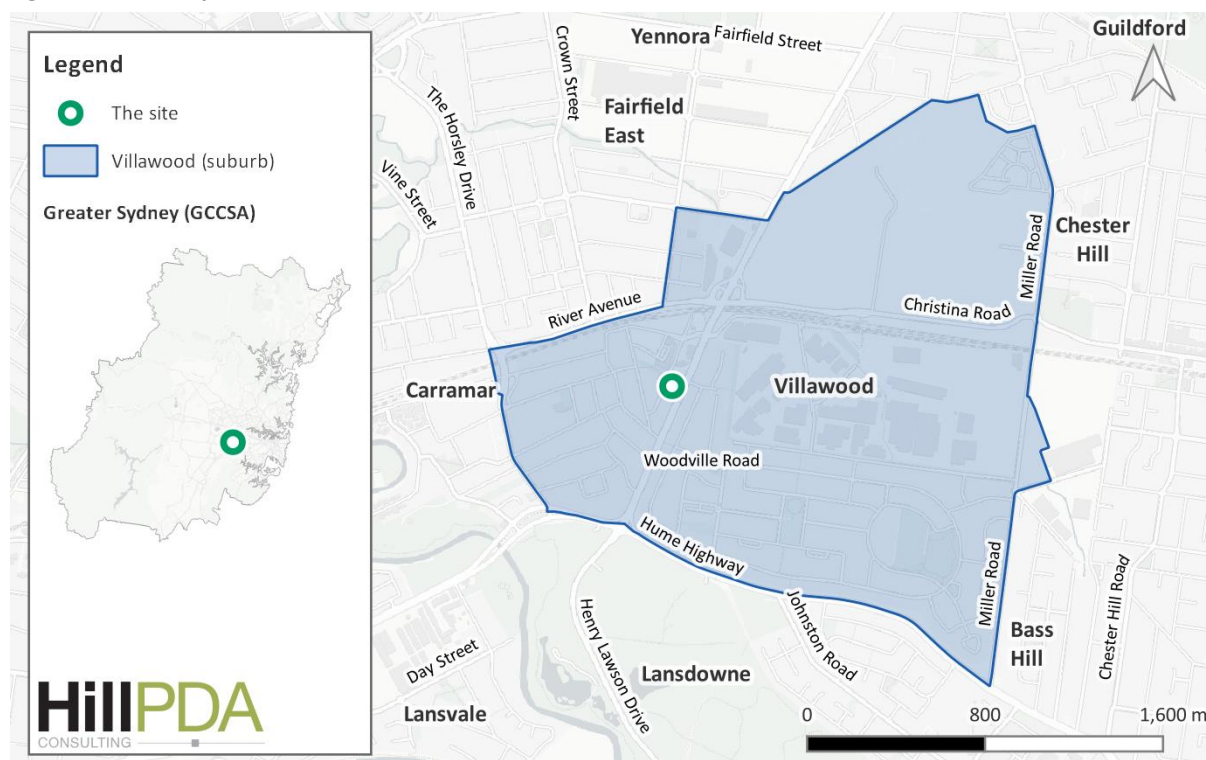 Legend
The site
Villawood (suburb)
Greater Sydney (GCCSA)
HillPDA
CONSULTING
Guildford
Yennora
Fairfield Street
Crown Street
The Horsley Drive
Fairfield
East
Vine Street
Chester
Hill
Miller Road
Christina Road
River Avenue
Carramar
Villawood
Woodville Road
Hume Highway
Miller Road
Chester Hill Road
Johnston Road
Bass
Hill
Henry Lawson Drive
Day Street
Lansdowne
Lansvale
0 800 1,600 m